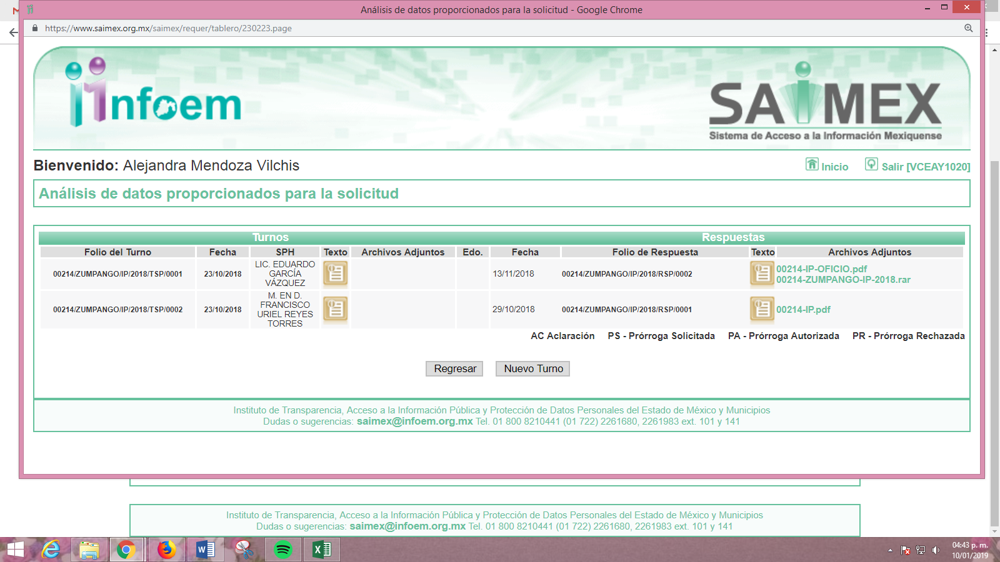 Análisis de datos proporcionados para la solicitud - Google Chrome
https://www.saimex.org.mx/saimex/requer/tablero/230223.page
infoem
SAiMEX
Sistema de Acceso a la Información Mexiquense
Bienvenido: Alejandra Mendoza Vilchis
Inicio Salir [VCEAY1020]
Análisis de datos proporcionados para la solicitud
Turnos Respuestas
Folio del Turno Fecha SPH Texto Archivos Adjuntos Edo. Fecha Folio de Respuesta Texto Archivos Adjuntos
00214/ZUMPANGO/IP/2018/TSP/0001 23/10/2018 LIC. EDUARDO
GARCÍA
VÁZQUEZ
13/11/2018 00214/ZUMPANGO/IP/2018/RSP/0002 00214-IP-OFICIO.pdf
00214-ZUMPANGO-IP-2018.rar
00214/ZUMPANGO/IP/2018/TSP/0002 23/10/2018 M. EN D.
FRANCISCO
URIEL REYES
TORRES
29/10/2018 00214/ZUMPANGO/IP/2018/RSP/0001 00214-IP.pdf
AC Aclaración PS - Prórroga Solicitada PA - Prórroga Autorizada PR - Prórroga Rechazada
Regresar Nuevo Turno
Instituto de Transparencia, Acceso a la Información Pública y Protección de Datos Personales del Estado de México y Municipios
Dudas o sugerencias: saimex@infoem.org.mx Tel. 01 800 8210441 (01 722) 2261680, 2261983 ext. 101 y 141
Instituto de Transparencia, Acceso a la Información Pública y Protección de Datos Personales del Estado de México y Municipios
Dudas o sugerencias: saimex@infoem.org.mx Tel. 01 800 8210441 (01 722) 2261680, 2261983 ext. 101 y 141
04:43 p. m.
10/01/2019